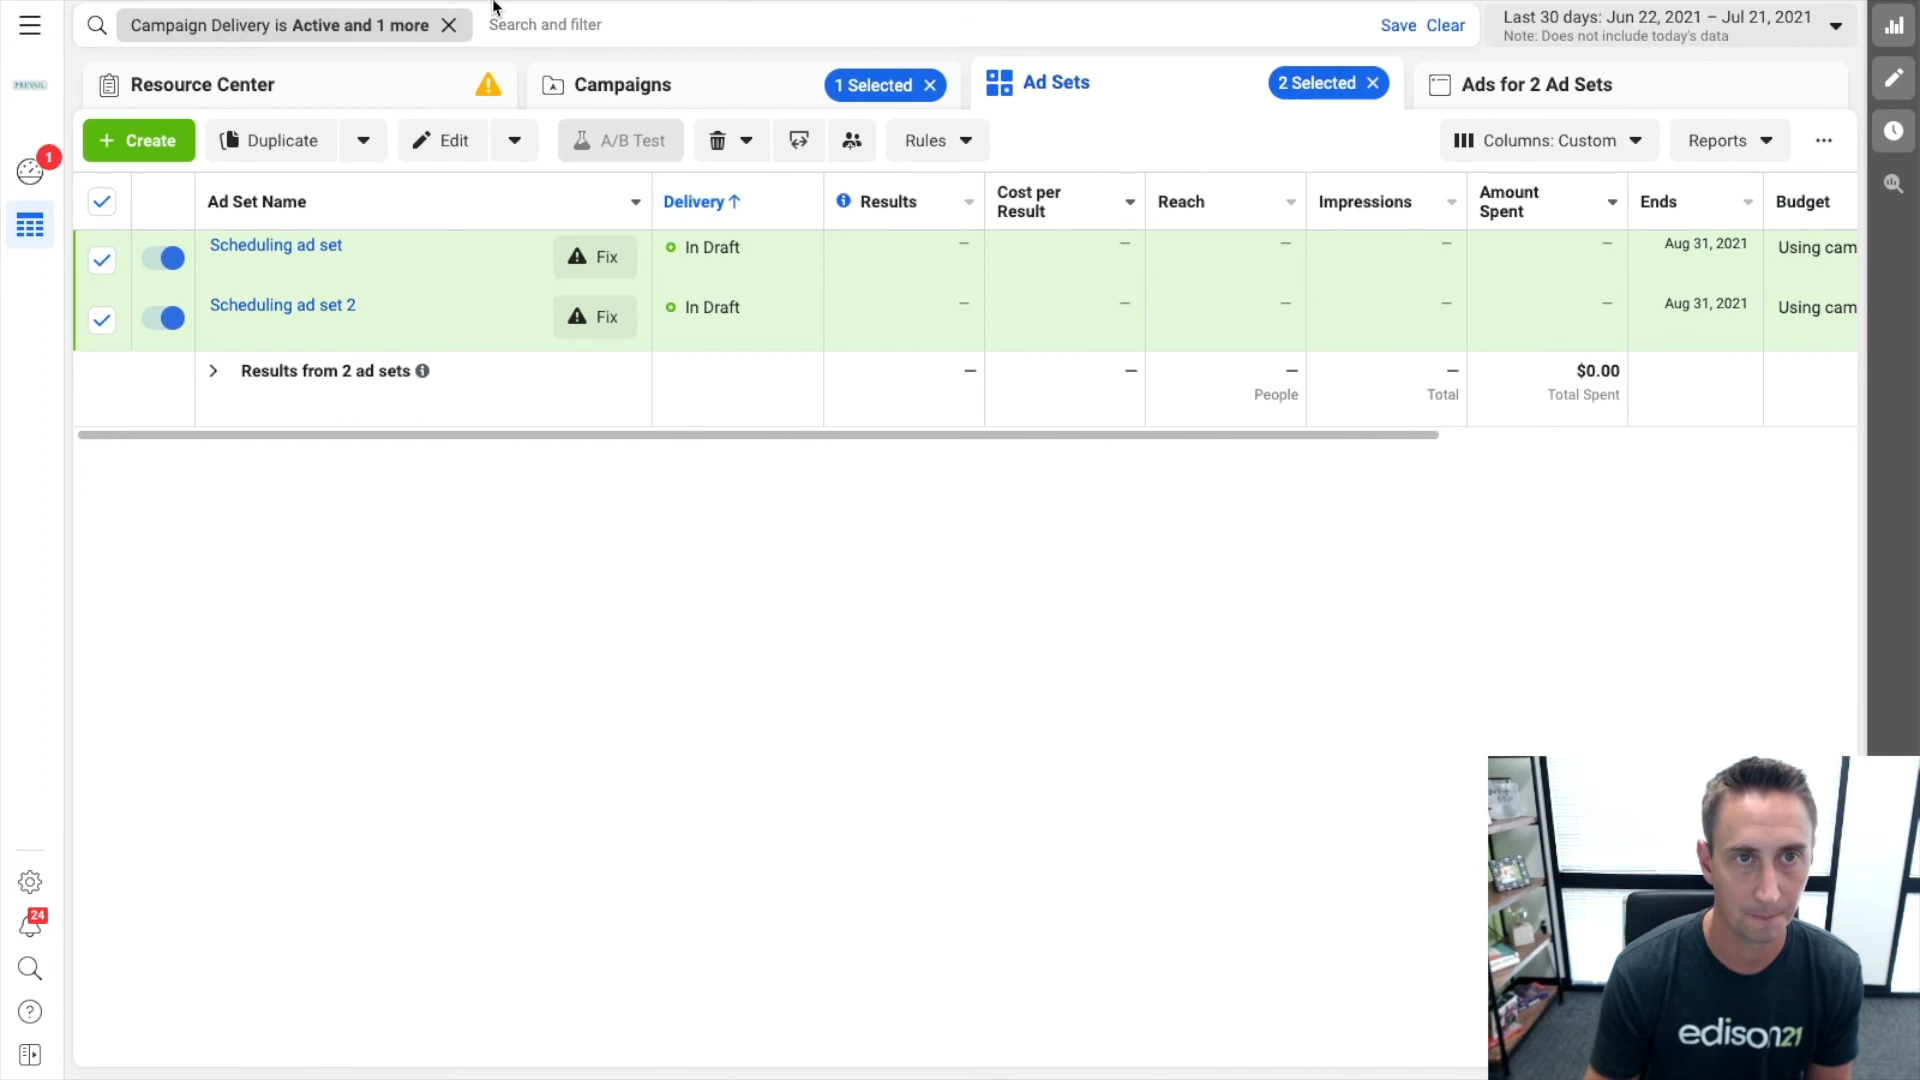 Campaign Delivery is Active and 1 more
Search and filter
Save Clear
Last 30 days: Jun 22, 2021 – Jul 21, 2021
Note: Does not include today's data
PREVAIL
Resource Center
Campaigns
1 Selected
Ad Sets
2 Selected
Ads for 2 Ad Sets
1
+ Create
Duplicate
Edit
A/B Test
Rules
Columns: Custom
Reports
Ad Set Name
Delivery↑
Results
Cost per
Result
Reach
Impressions
Amount
Spent
Ends
Budget
Scheduling ad set
Fix
In Draft
—
—
—
—
—
Aug 31, 2021
Using cam
Scheduling ad set 2
Fix
In Draft
—
—
—
—
—
Aug 31, 2021
Using cam
Results from 2 ad sets
—
—
—
People
—
Total
$0.00
Total Spent
24
edison21